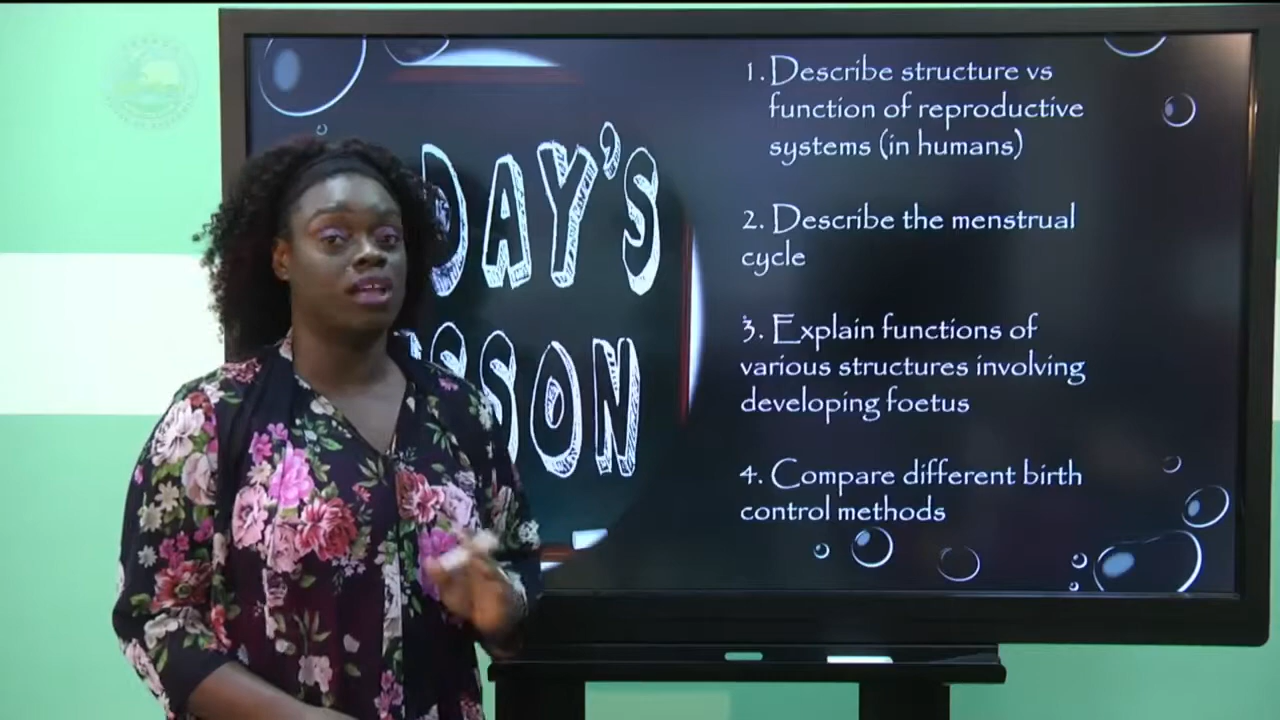 DAY'S
SSON
1. Describe structure vs
function of reproductive
systems (in humans)
2. Describe the menstrual
cycle
3. Explain functions of
various structures involving
developing foetus
4. Compare different birth
control methods